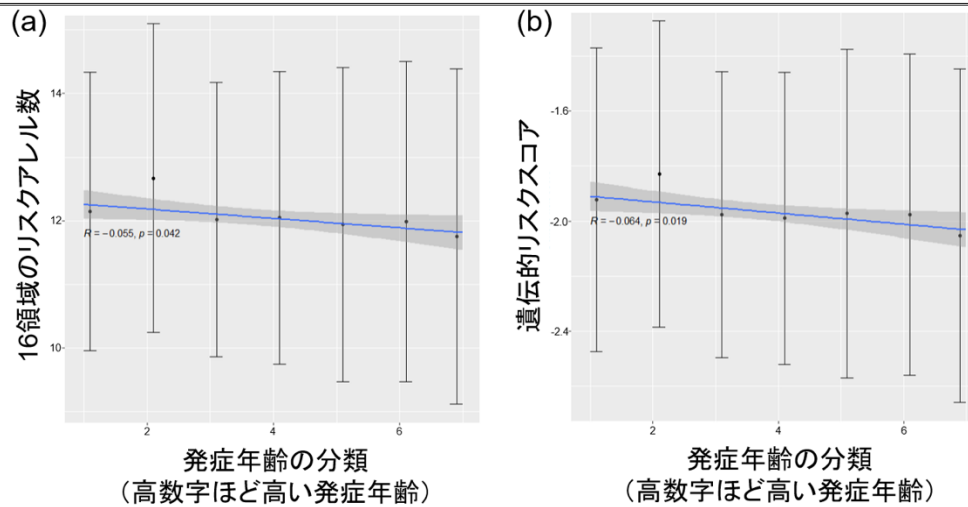 (a)
16領域のリスクアレル数
14
12
10
R = −0.055, p = 0.042
2
4
6
発症年齢の分類
（高数字ほど高い発症年齢）
(b)
遺伝的リスクスコア
-1.6
-2.0
-2.4
R = −0.064, p = 0.019
2
4
6
発症年齢の分類
（高数字ほど高い発症年齢）